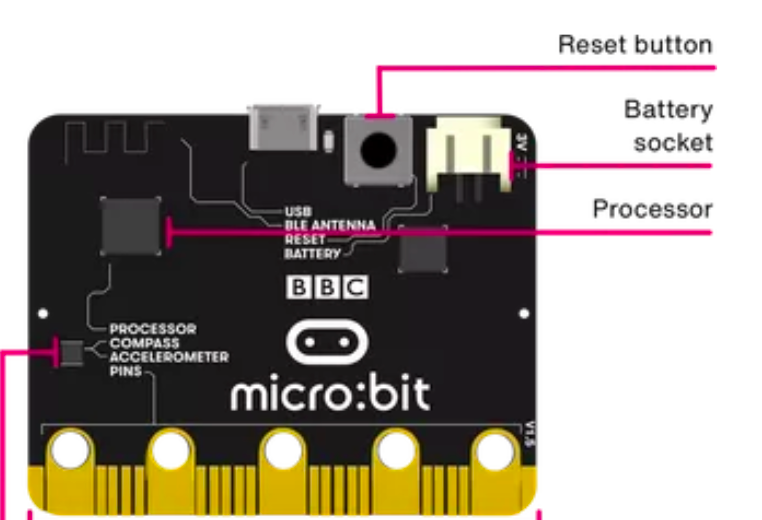 Reset button
Battery
socket
3V
Processor
USB
BLE ANTENNA
RESET
BATTERY
BBC
PROCESSOR
COMPASS
ACCELEROMETER
PINS
micro:bit
V1.5